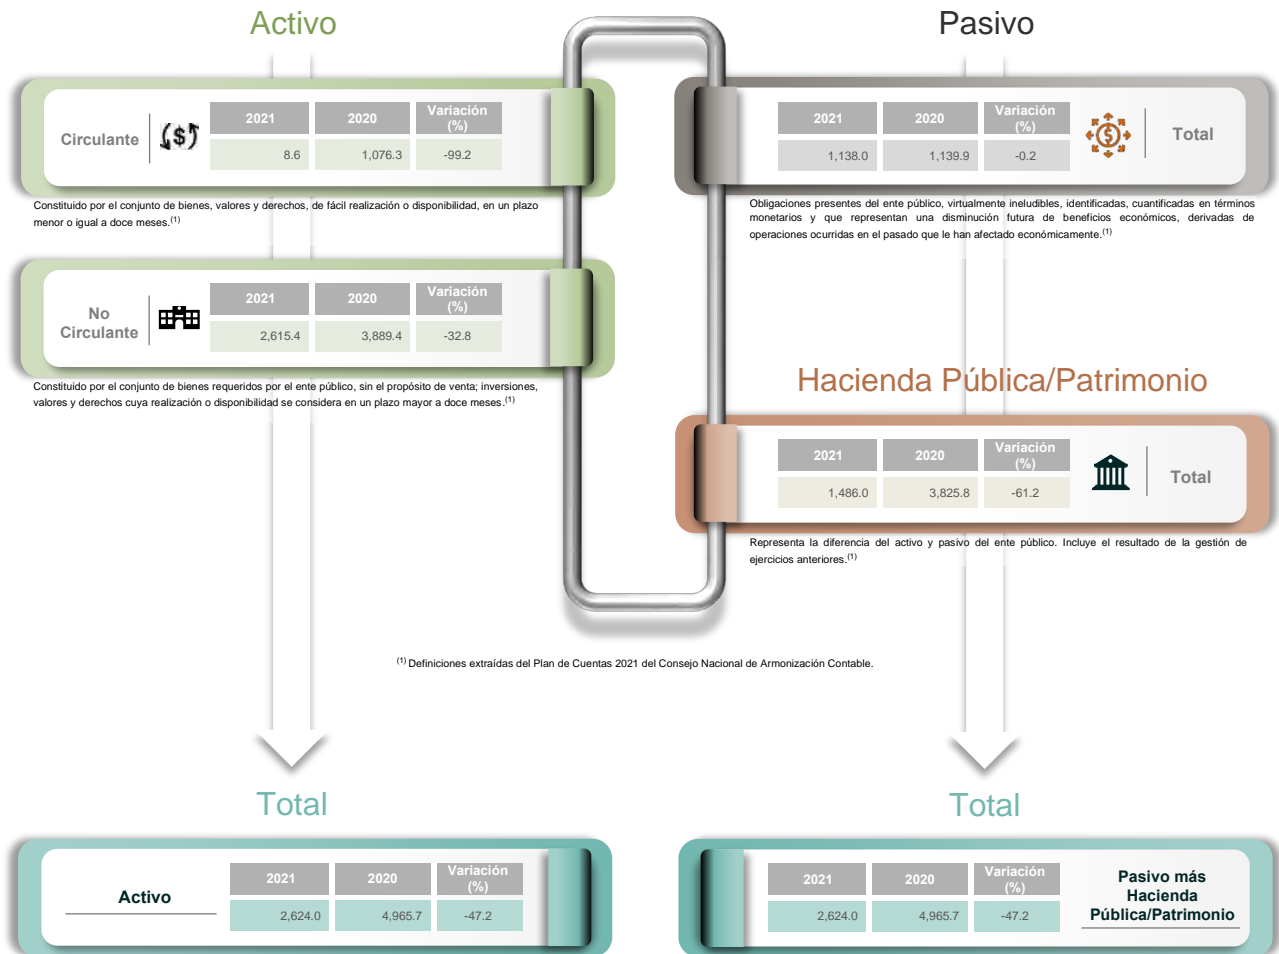 Activo
Circulante
2021 2020 Variación (%)
8.6 1,076.3 -99.2
Constituido por el conjunto de bienes, valores y derechos, de fácil realización o disponibilidad, en un plazo
menor o igual a doce meses.(1)
No
Circulante
2021 2020 Variación (%)
2,615.4 3,889.4 -32.8
Constituido por el conjunto de bienes requeridos por el ente público, sin el propósito de venta; inversiones,
valores y derechos cuya realización o disponibilidad se considera en un plazo mayor a doce meses.(1)
Pasivo
2021 2020 Variación (%)
1,138.0 1,139.9 -0.2
Total
Obligaciones presentes del ente público, virtualmente ineludibles, identificadas, cuantificadas en términos
monetarios y que representan una disminución futura de beneficios económicos, derivadas de
operaciones ocurridas en el pasado que le han afectado económicamente.(1)
Hacienda Pública/Patrimonio
2021 2020 Variación (%)
1,486.0 3,825.8 -61.2
Total
Representa la diferencia del activo y pasivo del ente público. Incluye el resultado de la gestión de
ejercicios anteriores.(1)
(1) Definiciones extraídas del Plan de Cuentas 2021 del Consejo Nacional de Armonización Contable.
Total
Activo
2021 2020 Variación (%)
2,624.0 4,965.7 -47.2
Total
2021 2020 Variación (%)
2,624.0 4,965.7 -47.2
Pasivo más
Hacienda
Pública/Patrimonio